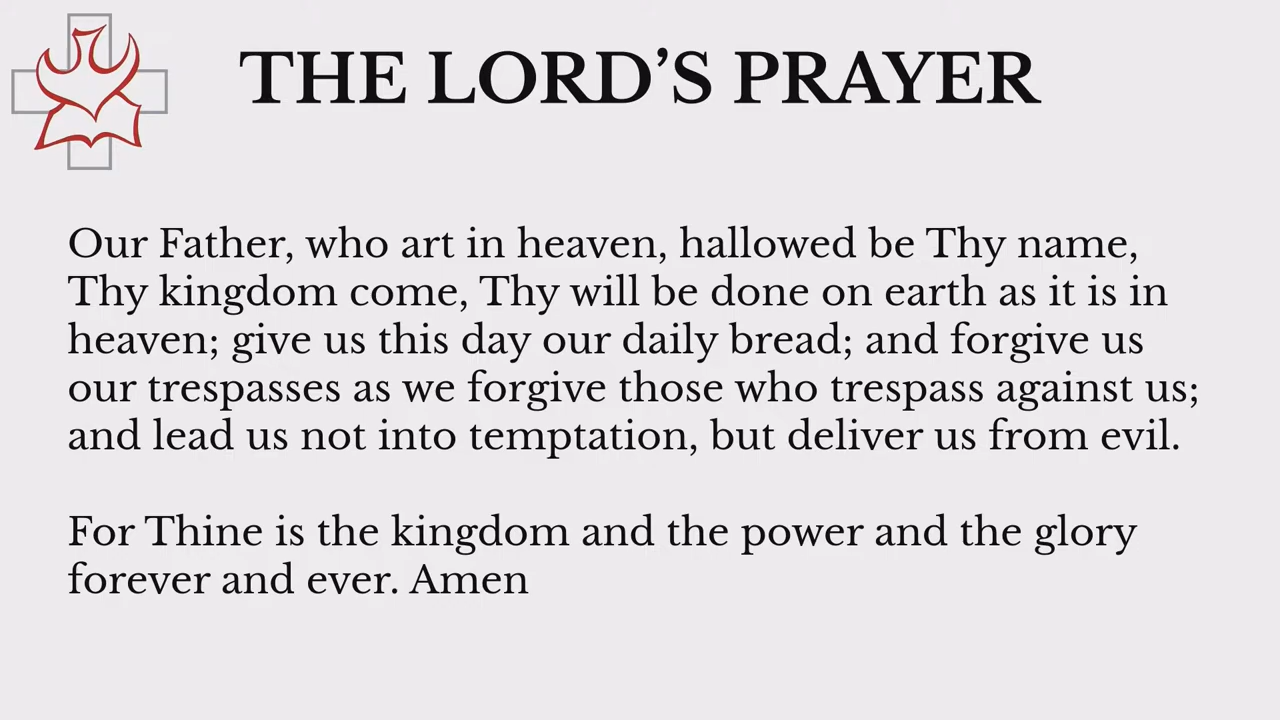 THE LORD’S PRAYER
Our Father, who art in heaven, hallowed be Thy name,
Thy kingdom come, Thy will be done on earth as it is in
heaven; give us this day our daily bread; and forgive us
our trespasses as we forgive those who trespass against us;
and lead us not into temptation, but deliver us from evil.
For Thine is the kingdom and the power and the glory
forever and ever. Amen